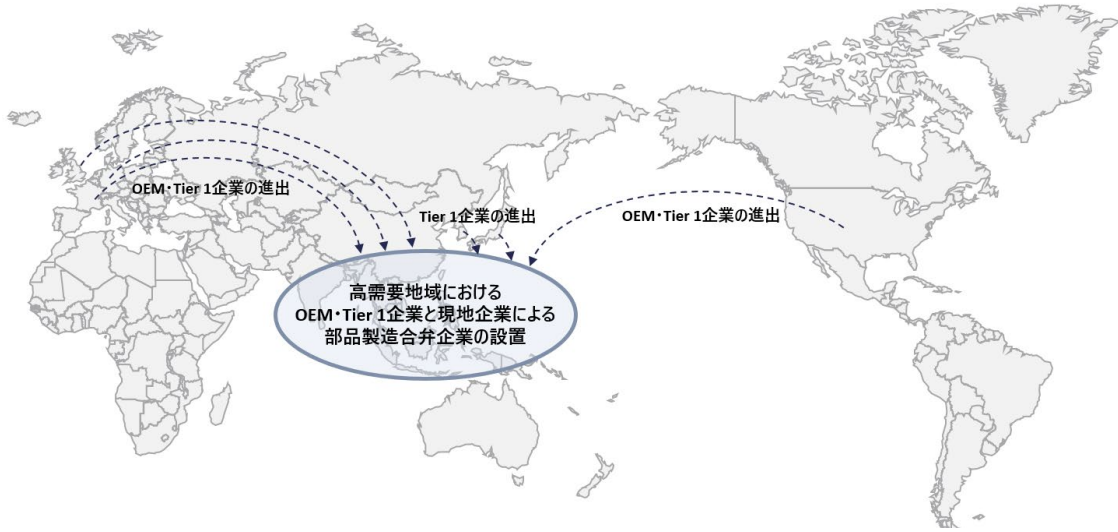 OEM・Tier 1企業の進出
Tier 1企業の進出
OEM・Tier 1企業の進出
高需要地域における
OEM・Tier 1企業と現地企業による
部品製造合弁企業の設置